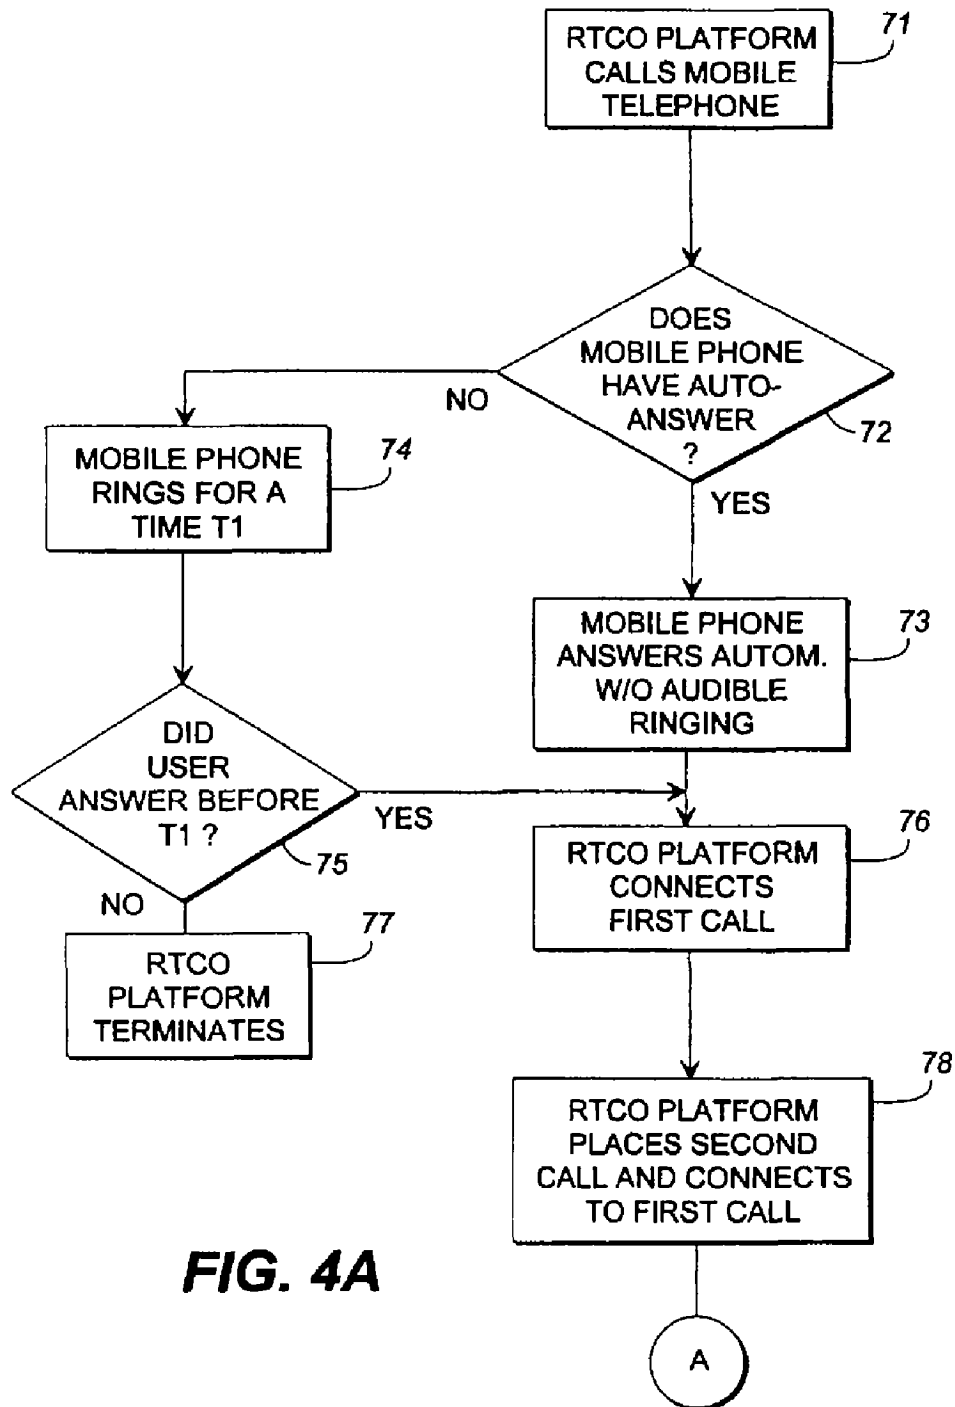 RTCO PLATFORM
CALLS MOBILE
TELEPHONE
71
DOES
MOBILE PHONE
HAVE AUTO-
ANSWER
?
72
NO
YES
MOBILE PHONE
RINGS FOR A
TIME T1
74
MOBILE PHONE
ANSWERS AUTOM.
W/O AUDIBLE
RINGING
73
DID
USER
ANSWER BEFORE
T1 ?
75
YES
NO
RTCO PLATFORM
CONNECTS
FIRST CALL
76
RTCO
PLATFORM
TERMINATES
77
RTCO PLATFORM
PLACES SECOND
CALL AND CONNECTS
TO FIRST CALL
78
FIG. 4A
A